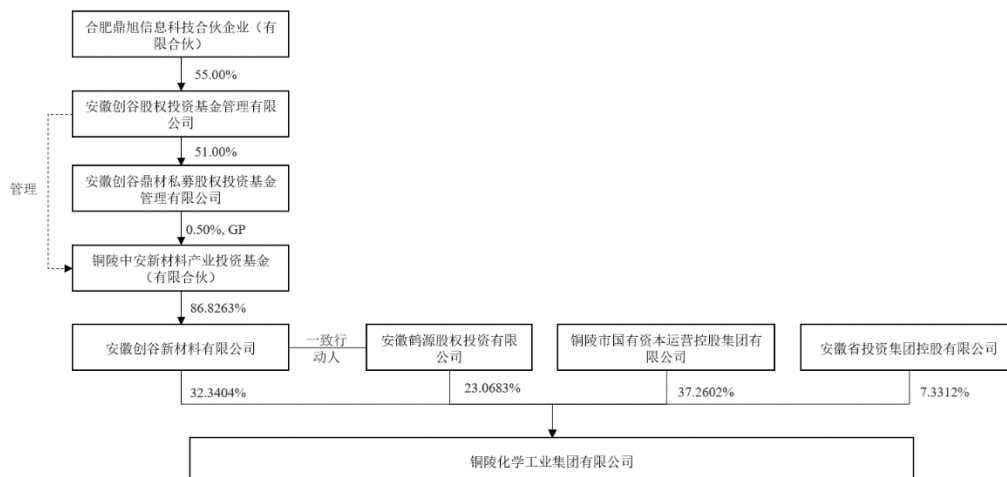 合肥鼎旭信息科技合伙企业（有
限合伙）
55.00%
安徽创谷股权投资基金管理有限
公司
51.00%
管理
安徽创谷鼎材私募股权投资基金
管理有限公司
0.50%, GP
铜陵中安新材料产业投资基金
（有限合伙）
86.8263%
安徽创谷新材料有限公司
一致行
动人
安徽鹤源股权投资有限
公司
铜陵市国有资本运营控股集团有
限公司
安徽省投资集团控股有限公司
32.3404%
23.0683%
37.2602%
7.3312%
铜陵化学工业集团有限公司